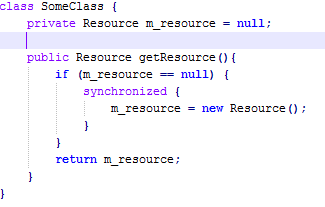 class SomeClass {
    private Resource m_resource = null;

    public Resource getResource(){
        if (m_resource == null) {
            synchronized {
                m_resource = new Resource();
            }
        }
        return m_resource;
    }
}